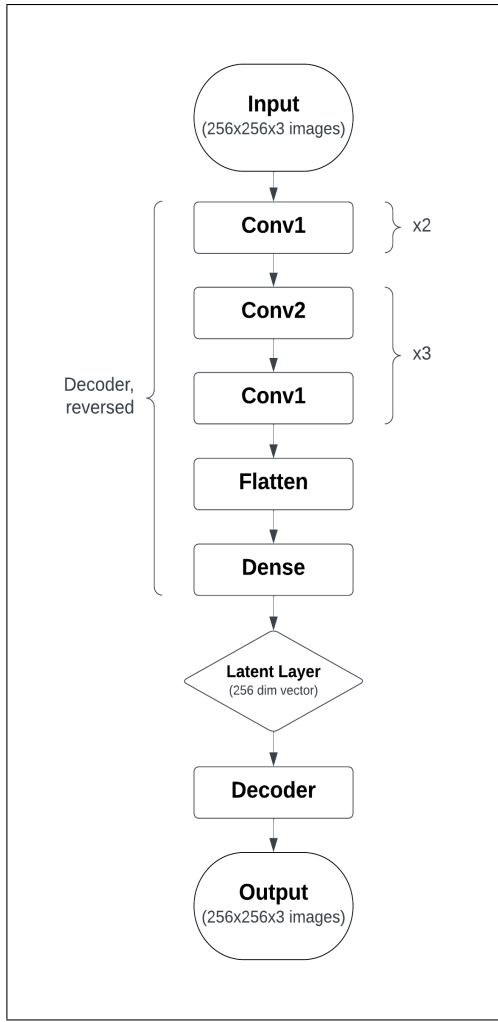 Input
(256x256x3 images)
Conv1
x2
Conv2
x3
Conv1
Decoder,
reversed
Flatten
Dense
Latent Layer
(256 dim vector)
Decoder
Output
(256x256x3 images)